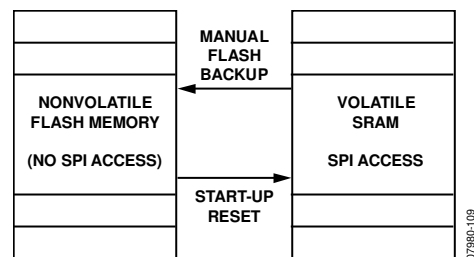 MANUAL
FLASH
BACKUP
NONVOLATILE
FLASH MEMORY
(NO SPI ACCESS)
VOLATILE
SRAM
SPI ACCESS
START-UP
RESET
07980-109